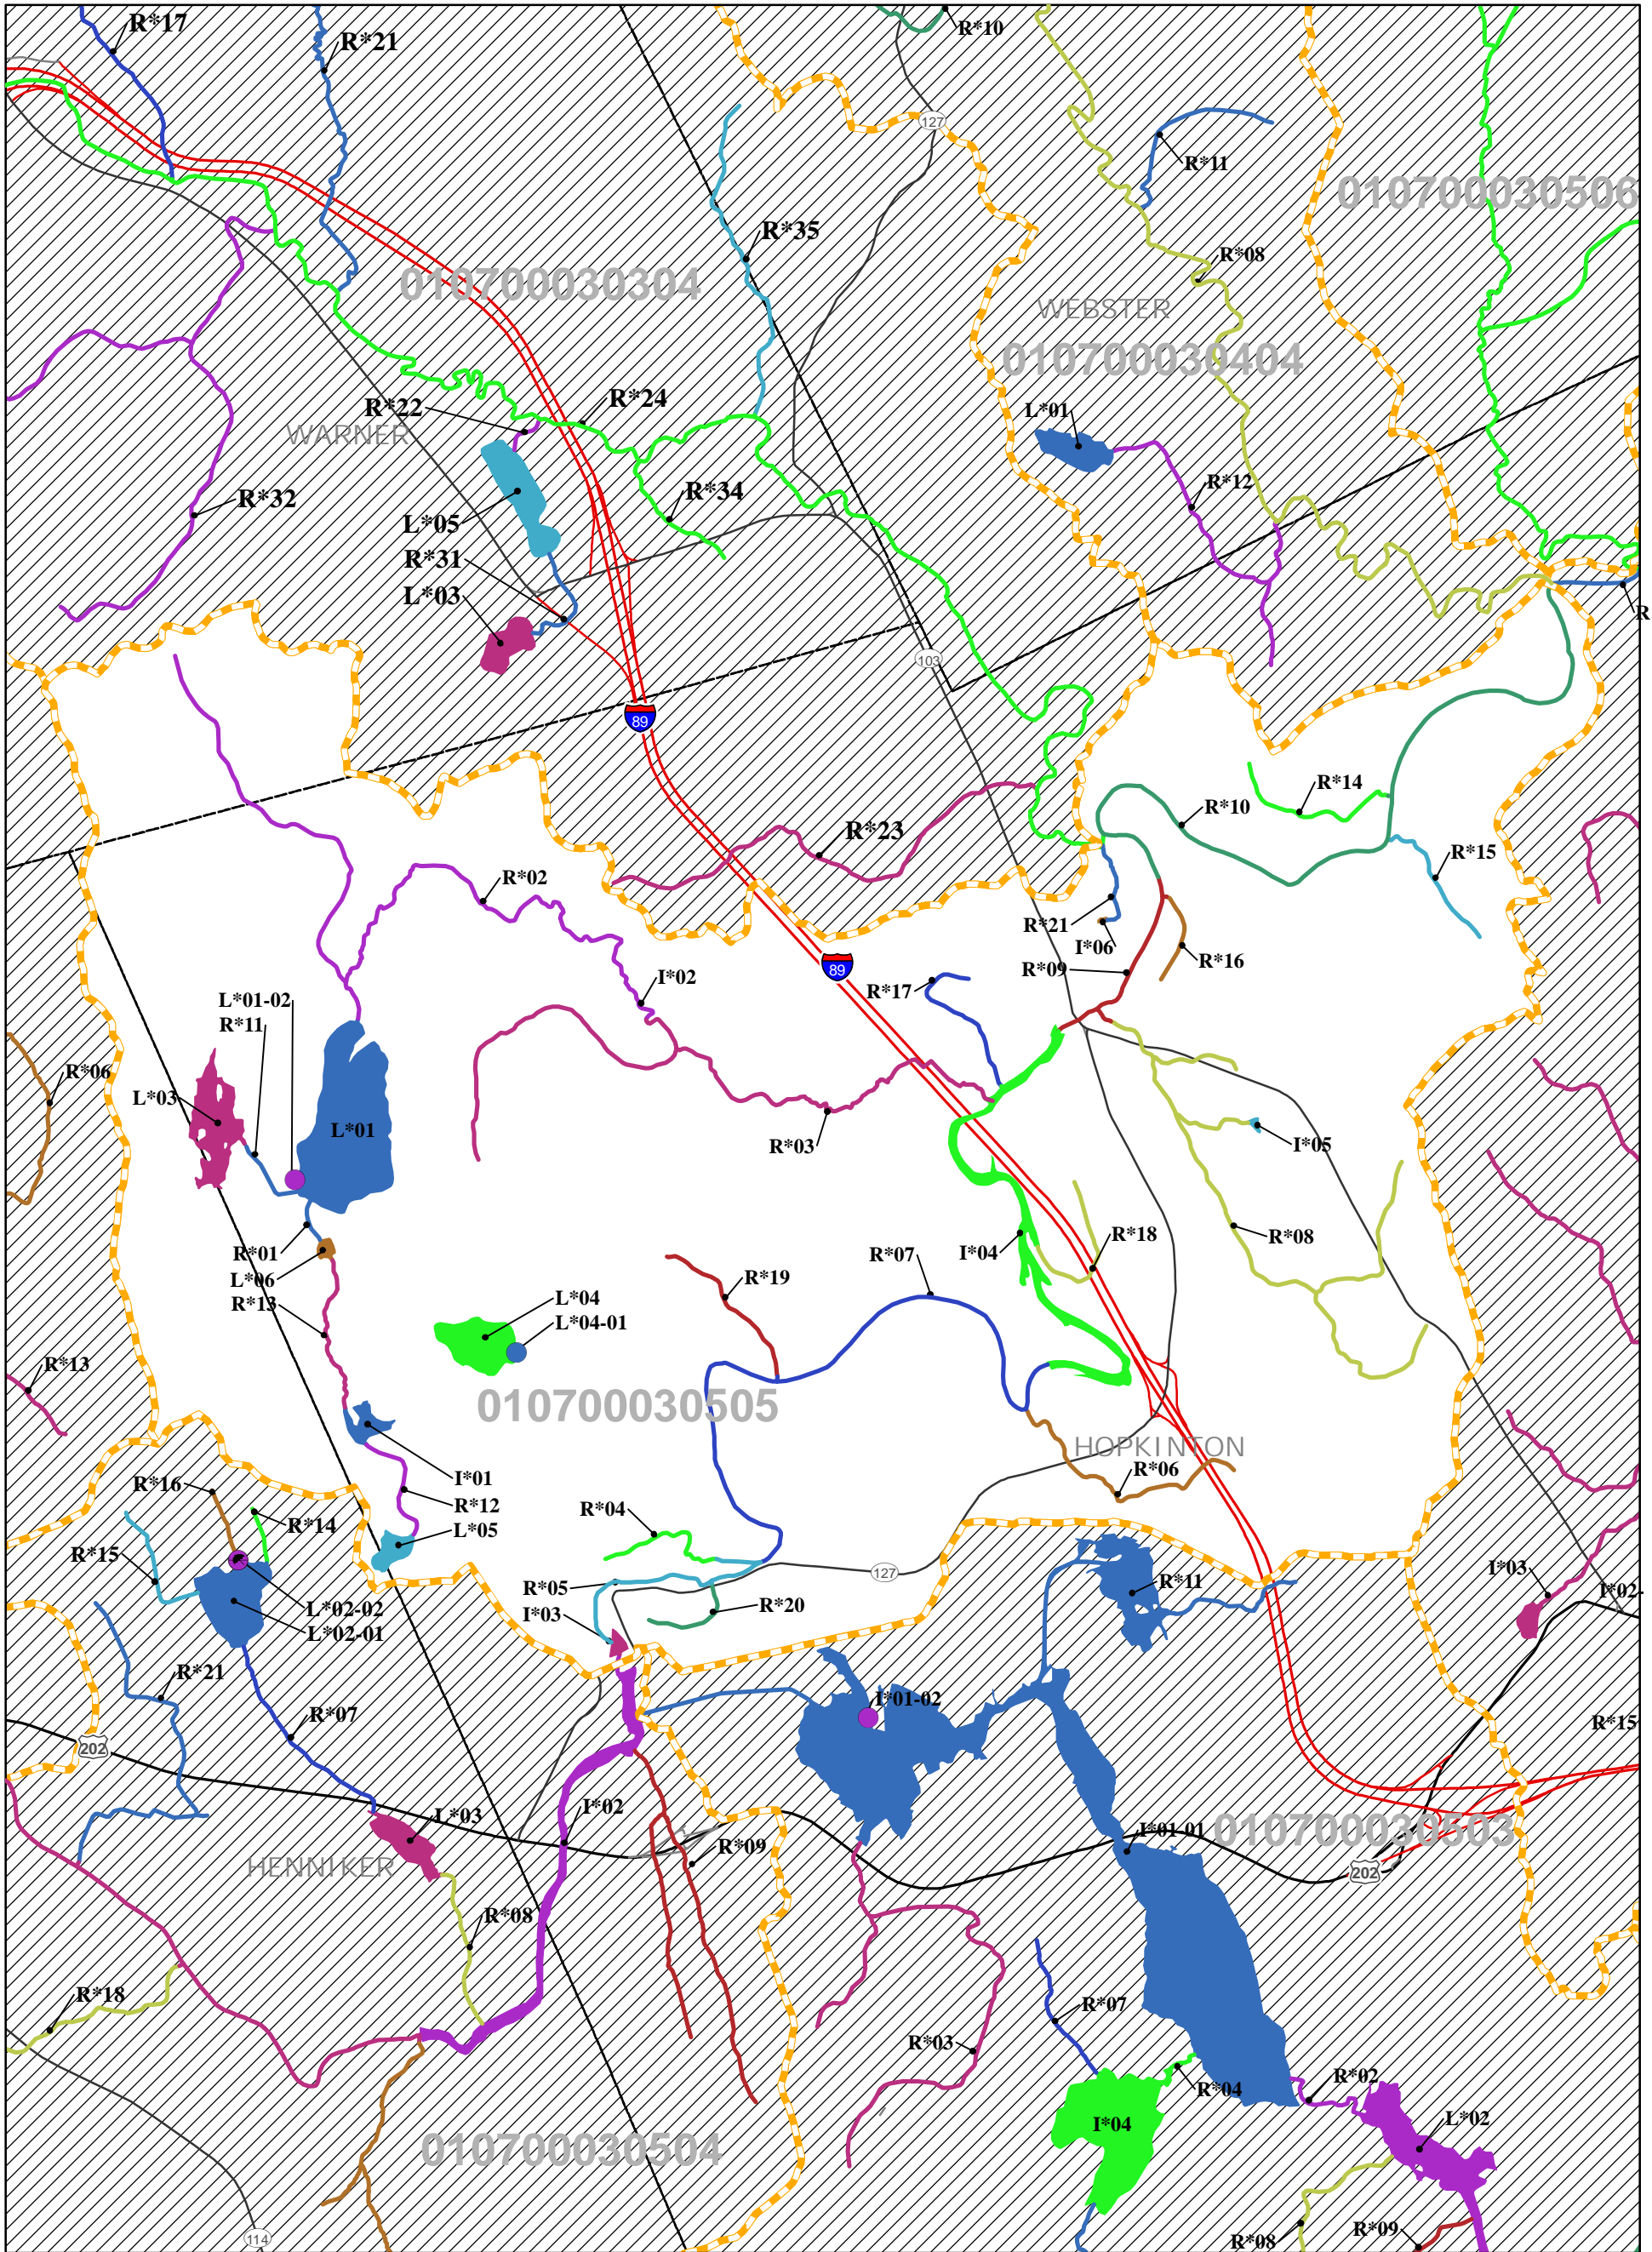 R*17
R*21
R*10
127
R*11
010700030506
R*35
R*08
010700030304
WEBSTER
010700030404
R*22
R*24
L*01
WARNER
R*12
R*32
R*34
L*05
R*31
L*03
R
103
89
R*14
R*10
R*23
R*15
R*02
R*21
I*06
R*16
R*09
89
I*02
R*17
L*01-02
R*11
R*06
L*03
L*01
R*03
I*05
R*01
L*06
R*13
I*04
R*18
R*08
R*07
R*19
L*04
L*04-01
R*13
010700030505
HOPKINTON
R*06
I*01
R*12
R*16
R*14
L*05
R*04
R*15
127
R*05
I*03
R*20
R*11
I*03
I*02-
L*02-02
L*02-01
R*21
R*07
I*01-02
R*15
202
I*02
L*03
I*01-01
010700030503
R*09
HENNIKER
202
R*08
R*18
R*07
R*03
R*04
R*02
I*04
L*02
010700030504
114
R*08
R*09